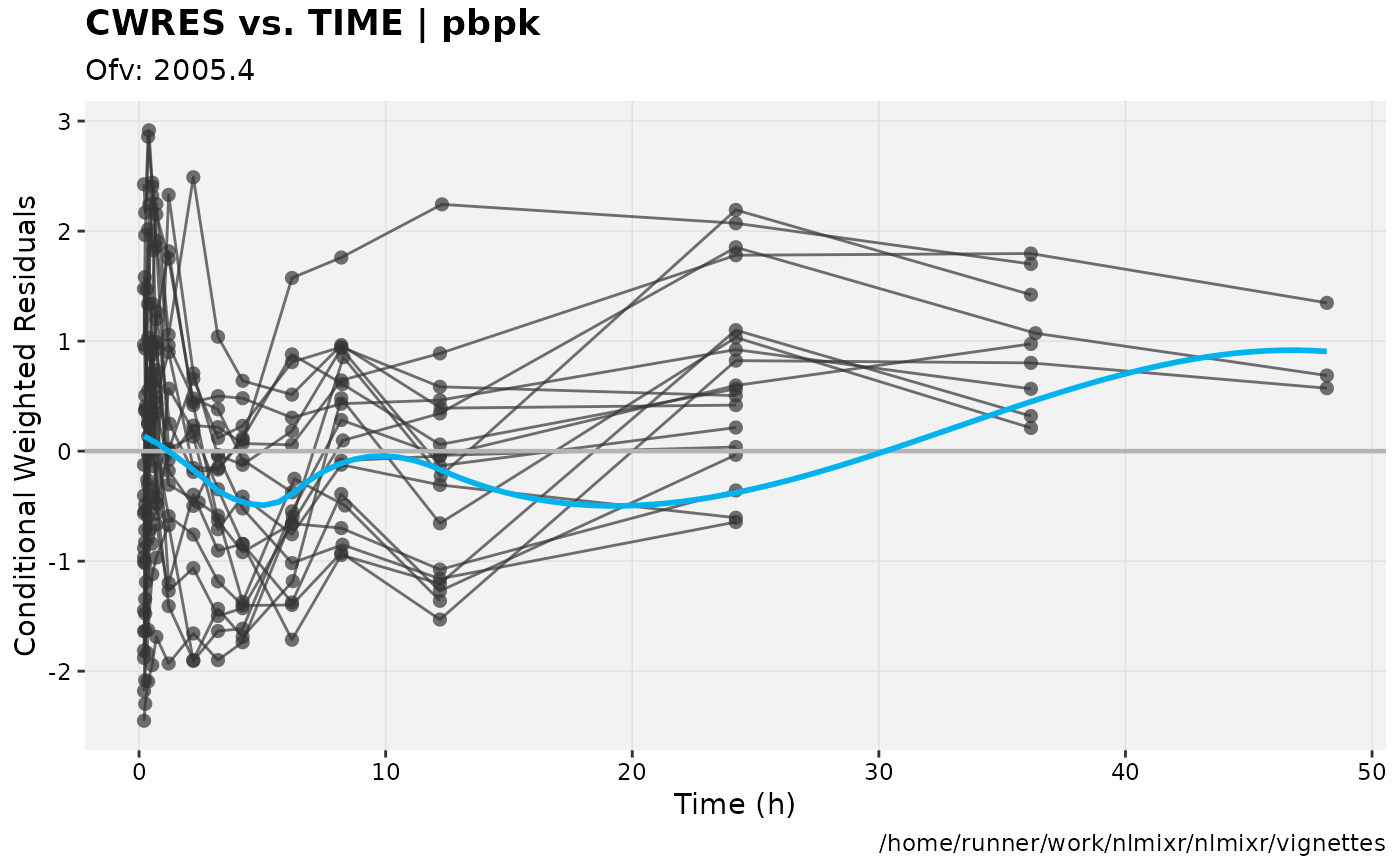 CWRES vs. TIME | pbpk
Ofv: 2005.4
Conditional Weighted Residuals
3
2
1
0
-1
-2
0 10 20 30 40 50
Time (h)
/home/runner/work/nlmixr/nlmixr/vignettes